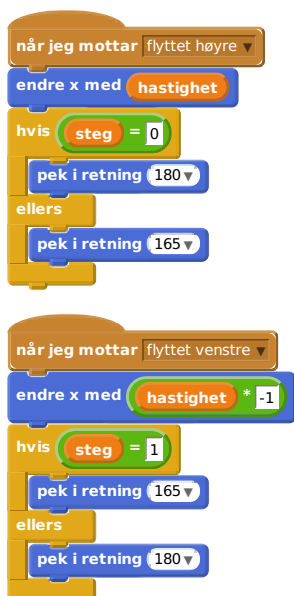 når jeg mottar flyttet høyre
endre x med hastighet
hvis steg = 0
pek i retning 180
ellers
pek i retning 165
når jeg mottar flyttet venstre
endre x med hastighet * -1
hvis steg = 1
pek i retning 165
ellers
pek i retning 180